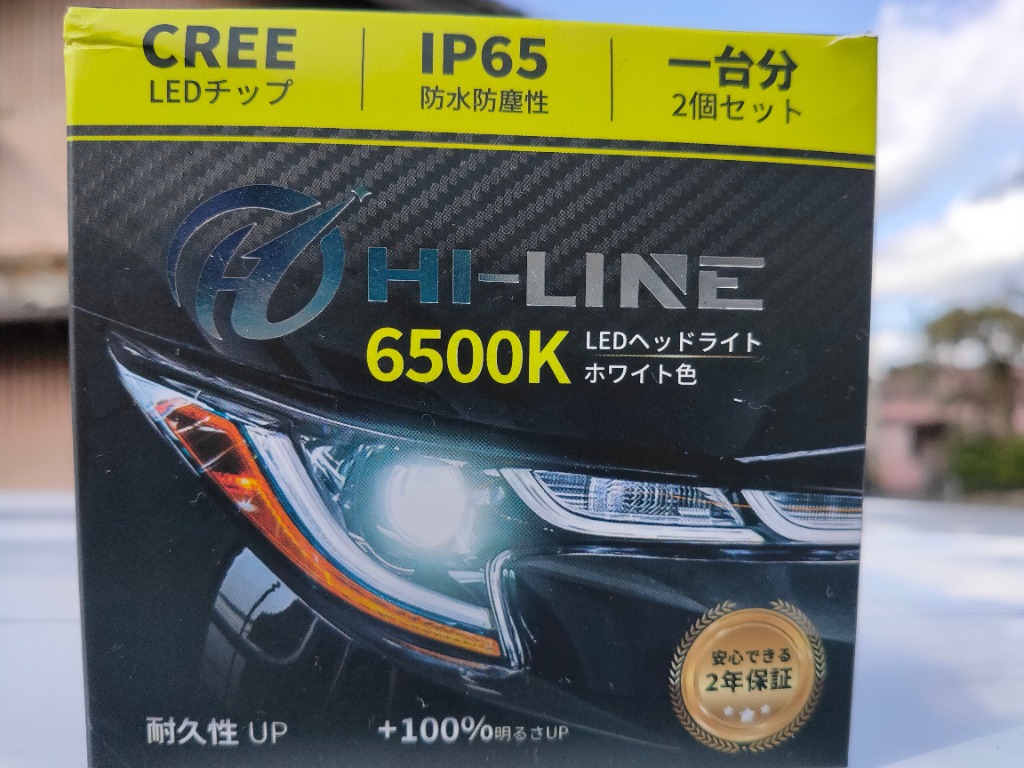 CREE
LEDチップ
IP65
防水防塵性
一台分
2個セット
HI-LINE
6500K
LEDヘッドライト
ホワイト色
安心できる
2年保証
耐久性 UP
+100%明るさUP